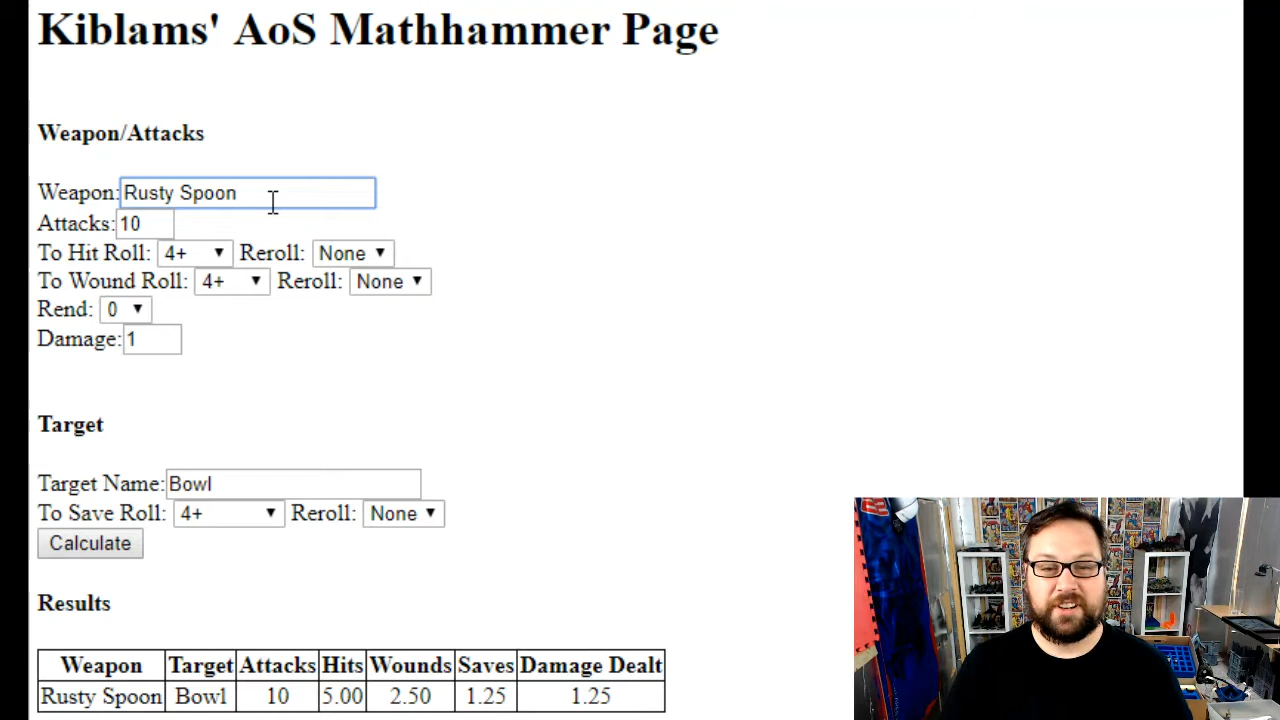 Kiblams' AoS Mathhammer Page
Weapon/Attacks
Weapon: Rusty Spoon
Attacks: 10
To Hit Roll: 4+ Reroll: None
To Wound Roll: 4+ Reroll: None
Rend: 0
Damage: 1
Target
Target Name: Bowl
To Save Roll: 4+ Reroll: None
Calculate
Results
Weapon Target Attacks Hits Wounds Saves Damage Dealt
Rusty Spoon Bowl 10 5.00 2.50 1.25 1.25